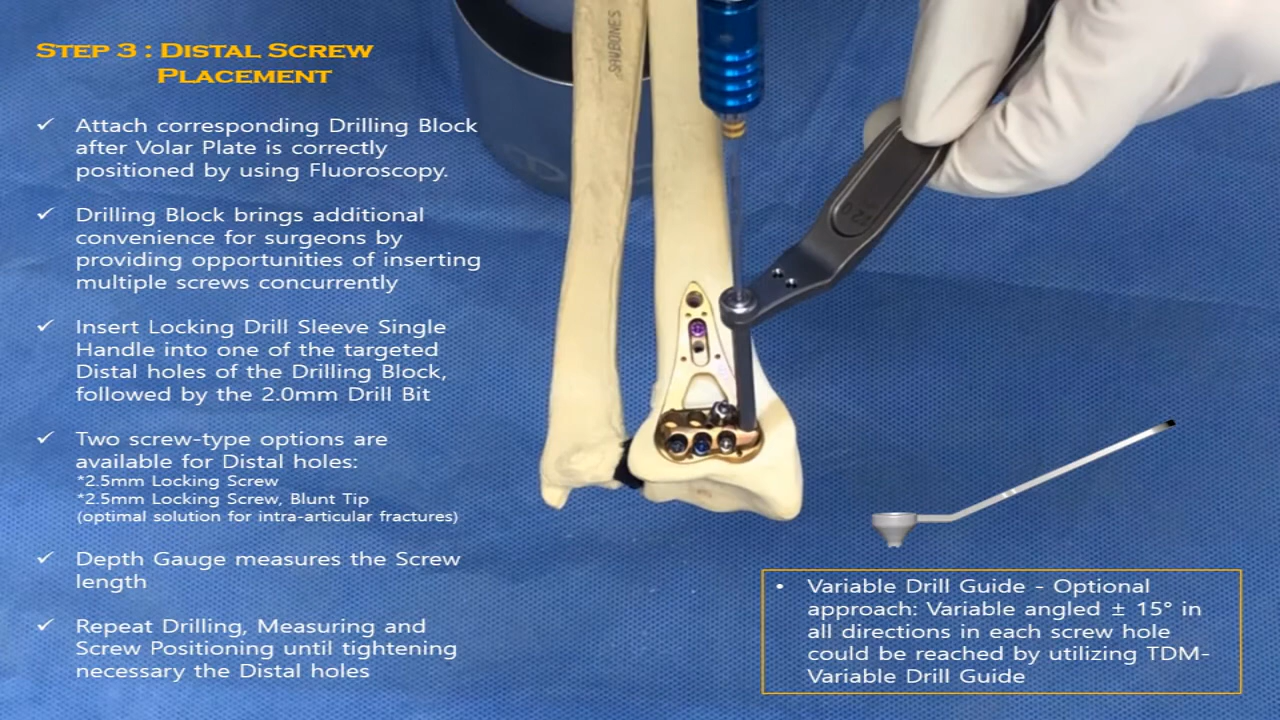 STEP 3 : DISTAL SCREW
PLACEMENT
✓ Attach corresponding Drilling Block
after Volar Plate is correctly
positioned by using Fluoroscopy.
✓ Drilling Block brings additional
convenience for surgeons by
providing opportunities of inserting
multiple screws concurrently
✓ Insert Locking Drill Sleeve Single
Handle into one of the targeted
Distal holes of the Drilling Block,
followed by the 2.0mm Drill Bit
✓ Two screw-type options are
available for Distal holes:
*2.5mm Locking Screw
*2.5mm Locking Screw, Blunt Tip
(optimal solution for intra-articular fractures)
✓ Depth Gauge measures the Screw
length
✓ Repeat Drilling, Measuring and
Screw Positioning until tightening
necessary the Distal holes
SAWBONES
• Variable Drill Guide - Optional
approach: Variable angled ± 15° in
all directions in each screw hole
could be reached by utilizing TDM-
Variable Drill Guide